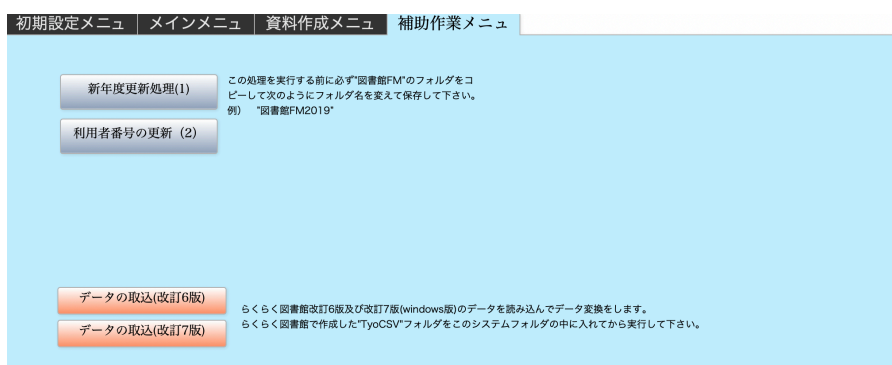 初期設定メニュ メインメニュ 資料作成メニュ 補助作業メニュ
新年度更新処理(1)
この処理を実行する前に必ず"図書館FM"のフォルダをコ
ピーして次のようにフォルダ名を変えて保存して下さい。
例) "図書館FM2019"
利用者番号の更新(2)
データの取込(改訂6版)
データの取込(改訂7版)
らくらく図書館改訂6版及び改訂7版(windows版)のデータを読み込んでデータ変換をします。
らくらく図書館で作成した"TyoCSV"フォルダをこのシステムフォルダの中に入れてから実行して下さい。